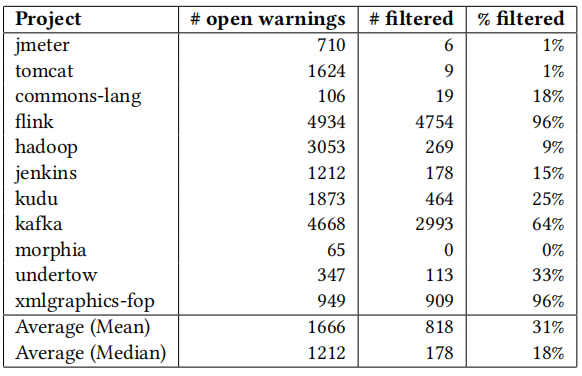 Project # open warnings # filtered % filtered
jmeter 710 6 1%
tomcat 1624 9 1%
commons-lang 106 19 18%
flink 4934 4754 96%
hadoop 3053 269 9%
jenkins 1212 178 15%
kudu 1873 464 25%
kafka 4668 2993 64%
morphia 65 0 0%
undertow 347 113 33%
xmlgraphics-fop 949 909 96%
Average (Mean) 1666 818 31%
Average (Median) 1212 178 18%